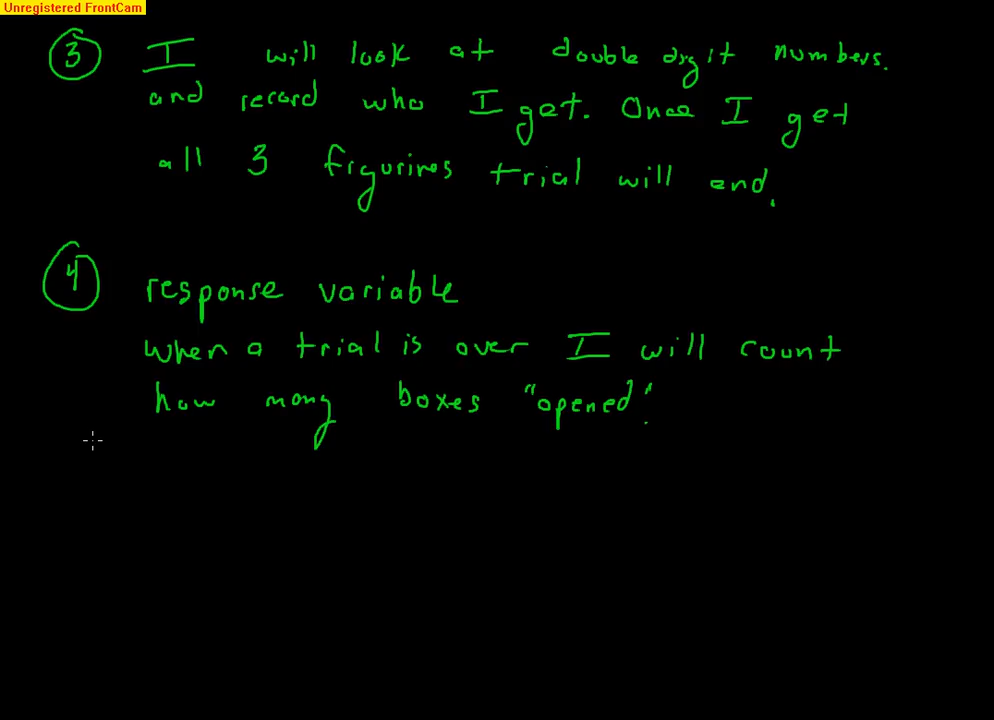 Unregistered FrontCam
③ I will look at double digit numbers.
and record who I get. Once I get
all 3 figurines trial will end.
④ response variable
when a trial is over I will count
how many boxes "opened".